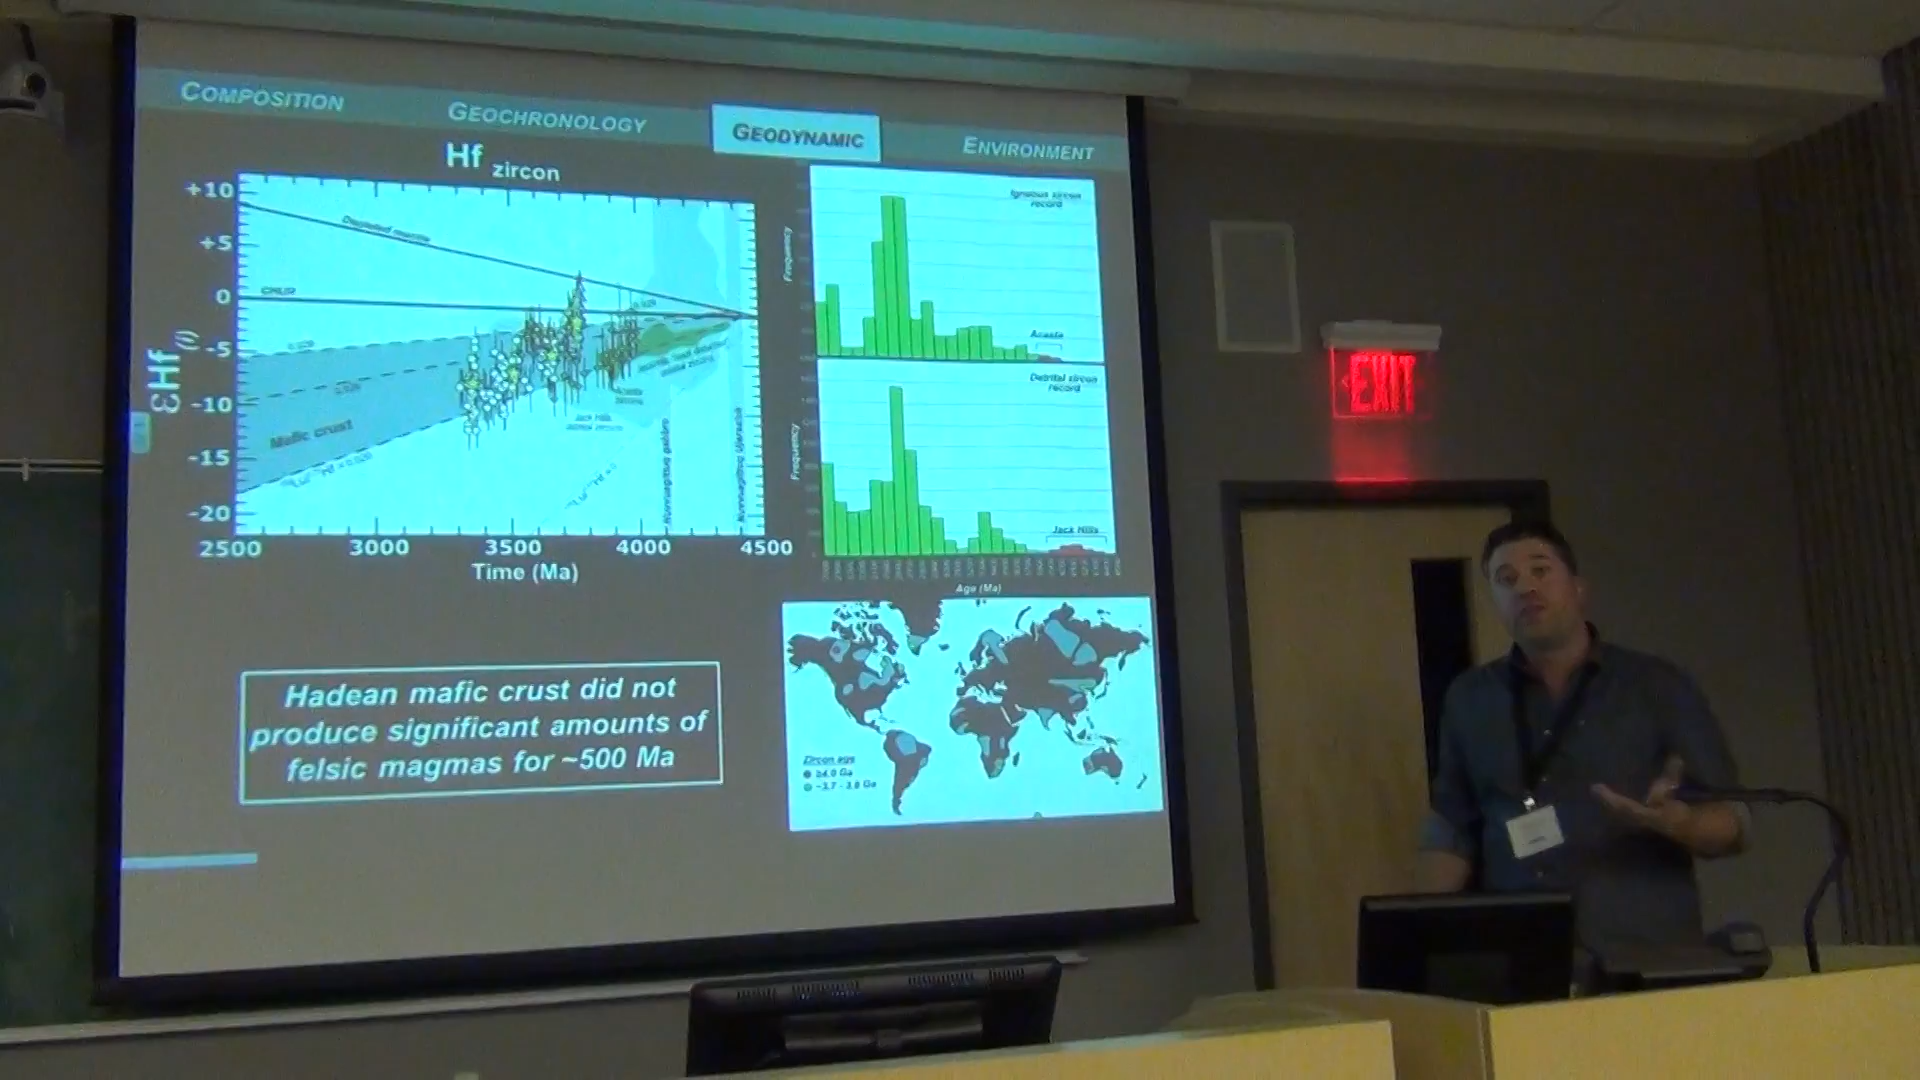 COMPOSITION
GEOCHRONOLOGY
GEODYNAMIC
ENVIRONMENT
Hf zircon
+10
+5
0
-5
-10
-15
-20
εHf(i)
Depleted mantle
CHUR
Mafic crust
Jack Hills
Nuvvuagittuq gabbro
2500
3000
3500
4000
4500
Time (Ma)
Igneous zircon
record
Acasta
Frequency
Detrital zircon
record
Jack Hills
Frequency
Age (Ma)
Hadean mafic crust did not
produce significant amounts of
felsic magmas for ~500 Ma
Zircon age
≥4.0 Ga
~3.7 - 3.9 Ga
EXIT